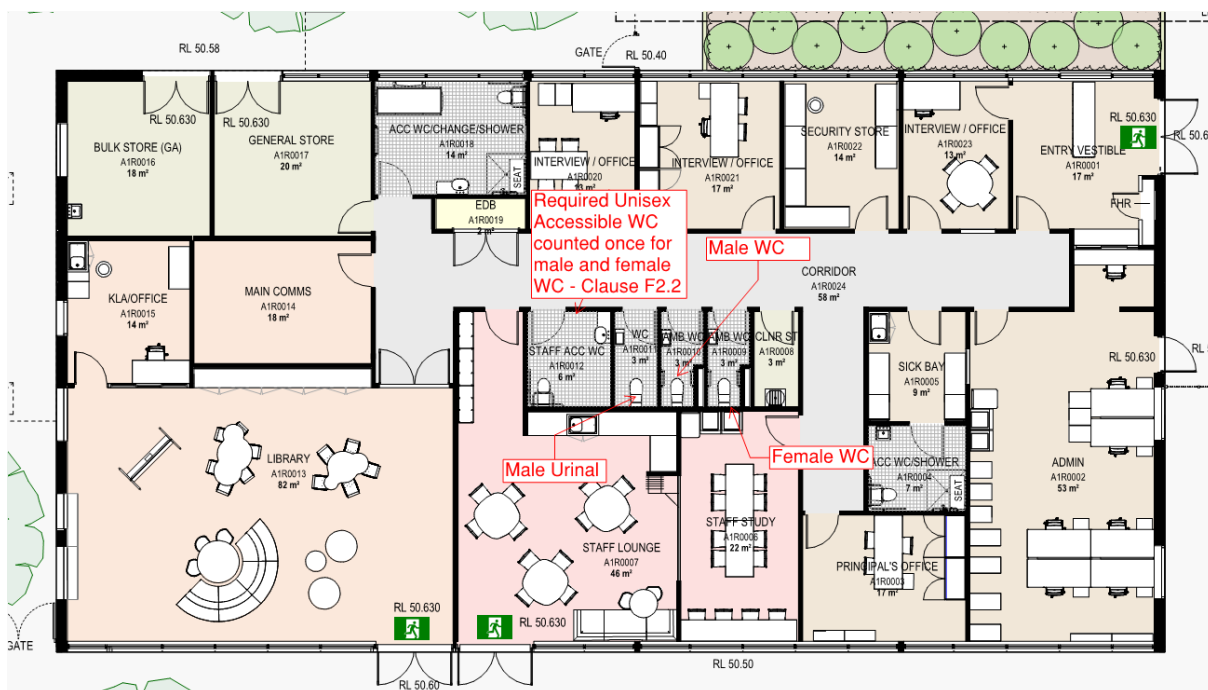 RL 50.58
GATE
RL 50.40
RL 50.630
BULK STORE (GA)
A1R0016
18 m²
RL 50.630
GENERAL STORE
A1R0017
20 m²
ACC WC/CHANGE/SHOWER
A1R0018
14 m²
SEAT
INTERVIEW / OFFICE
A1R0020
13 m²
INTERVIEW / OFFICE
A1R0021
17 m²
SECURITY STORE
A1R0022
14 m²
INTERVIEW / OFFICE
A1R0023
13 m²
ENTRY VESTIBLE
A1R0001
17 m²
RL 50.630
FHR
EDB
A1R0019
2 m²
Required Unisex
Accessible WC
counted once for
male and female
WC - Clause F2.2
Male WC
CORRIDOR
A1R0024
58 m²
KLA/OFFICE
A1R0015
14 m²
MAIN COMMS
A1R0014
18 m²
STAFF ACC WC
A1R0012
6 m²
WC
A1R0011
3 m²
AMB WC
A1R0010
3 m²
AMB WC
A1R0009
3 m²
CLNR ST
A1R0008
3 m²
SICK BAY
A1R0005
9 m²
RL 50.630
Male Urinal
Female WC
LIBRARY
A1R0013
82 m²
ACC WC/SHOWER
A1R0004
7 m²
SEAT
ADMIN
A1R0002
53 m²
STAFF LOUNGE
A1R0007
46 m²
STAFF STUDY
A1R0006
22 m²
PRINCIPAL'S OFFICE
A1R0003
17 m²
RL 50.630
RL 50.630
GATE
RL 50.60
RL 50.50